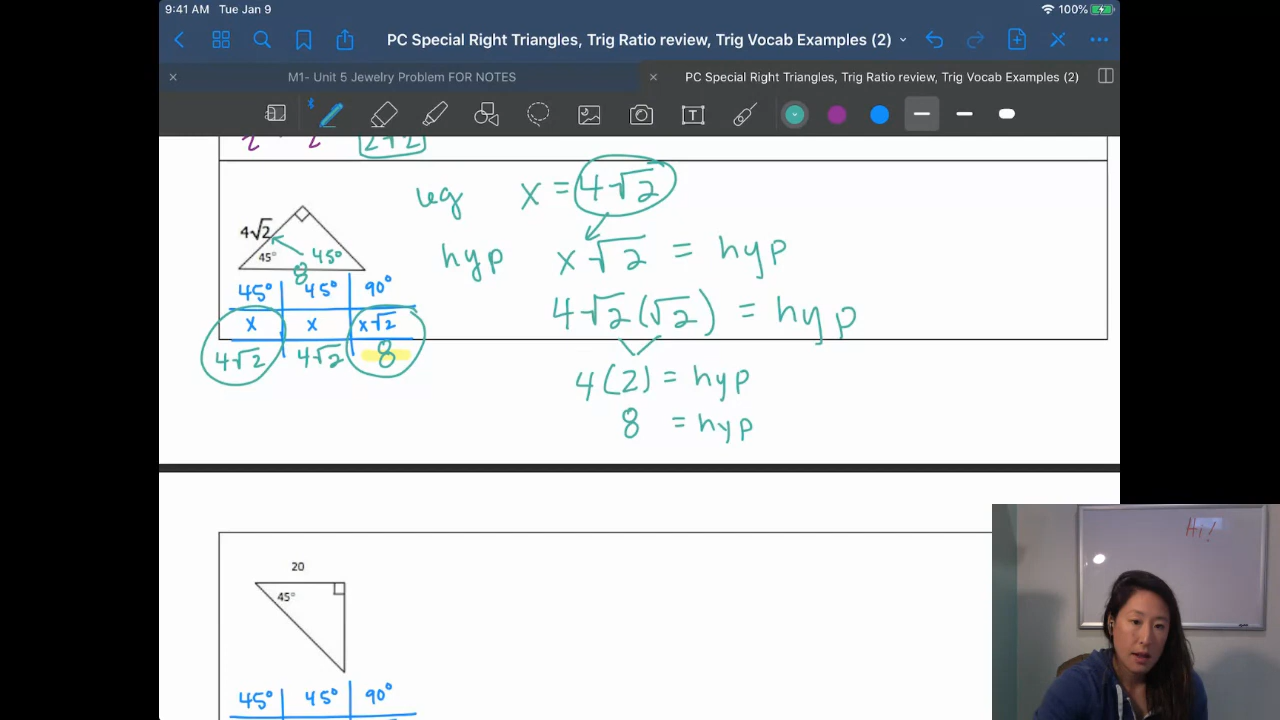 9:41 AM Tue Jan 9
100%
PC Special Right Triangles, Trig Ratio review, Trig Vocab Examples (2)
M1- Unit 5 Jewelry Problem FOR NOTES
PC Special Right Triangles, Trig Ratio review, Trig Vocab Examples (2)
T
2 2 2√2
leg x = 4√2
4√2
45° 45°
8
hyp x√2 = hyp
45° 45° 90°
x x x√2
4√2(√2) = hyp
4√2 4√2 8
4(2) = hyp
8 = hyp
Hi!
20
45°
45° 45° 90°